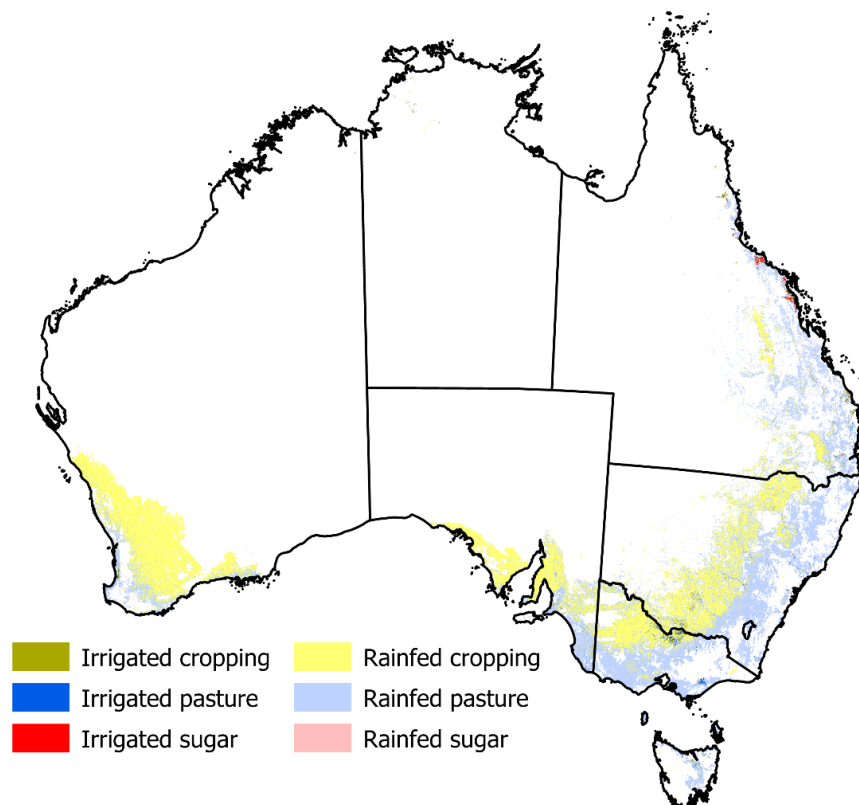 Irrigated cropping
Rainfed cropping
Irrigated pasture
Rainfed pasture
Irrigated sugar
Rainfed sugar